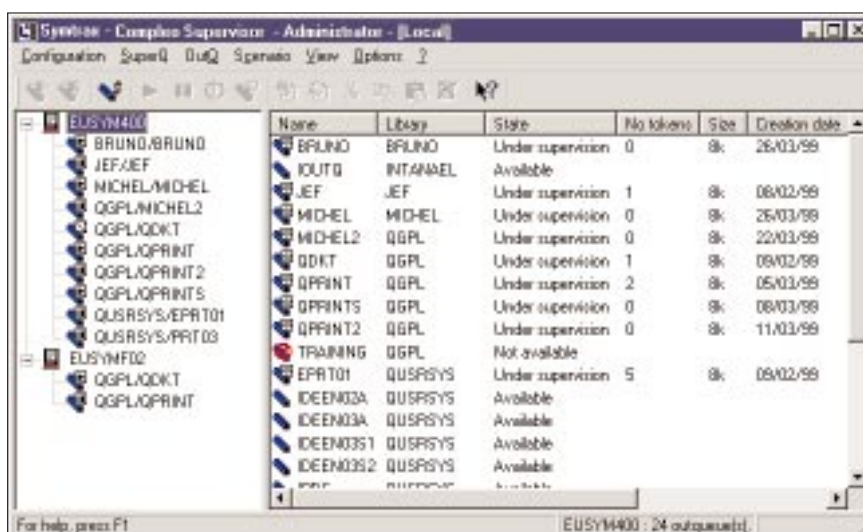 Symtrax - Compleo Supervisor - Administrator - [Local]
Configuration SuperQ OutQ Scenario View Options ?
EUSYM400
BRUNO/BRUNO
JEF/JEF
MICHEL/MICHEL
QGPL/MICHEL2
QGPL/QDKT
QGPL/QPRINT
QGPL/QPRINT2
QGPL/QPRINTS
QUSRSYS/EPRT01
QUSRSYS/PRT03
EUSYMF02
QGPL/QDKT
QGPL/QPRINT
Name Library State No tokens Size Creation date
BRUNO BRUNO Under supervision 0 8k 26/03/99
IOUTQ INTANAEL Available
JEF JEF Under supervision 1 8k 08/02/99
MICHEL MICHEL Under supervision 0 8k 26/03/99
MICHEL2 QGPL Under supervision 0 8k 22/03/99
QDKT QGPL Under supervision 1 8k 09/02/99
QPRINT QGPL Under supervision 2 8k 05/03/99
QPRINTS QGPL Under supervision 0 8k 08/03/99
QPRINT2 QGPL Under supervision 0 8k 11/03/99
TRAINING QGPL Not available
EPRT01 QUSRSYS Under supervision 5 8k 09/02/99
IDEEN02A QUSRSYS Available
IDEEN03A QUSRSYS Available
IDEEN03S1 QUSRSYS Available
IDEEN03S2 QUSRSYS Available
For help, press F1
EUSYM400 : 24 outqueue(s).